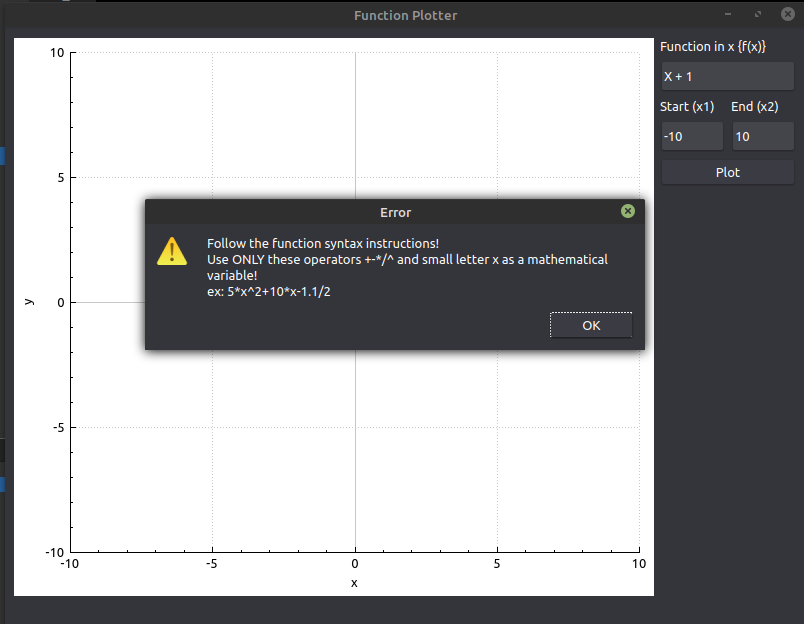 Function Plotter
Function in x {f(x)}
X + 1
Start (x1) End (x2)
-10 10
Plot
Error
Follow the function syntax instructions!
Use ONLY these operators +-*/^ and small letter x as a mathematical
variable!
ex: 5*x^2+10*x-1.1/2
OK
10
5
0
-5
-10
y
-10 -5 0 5 10
x